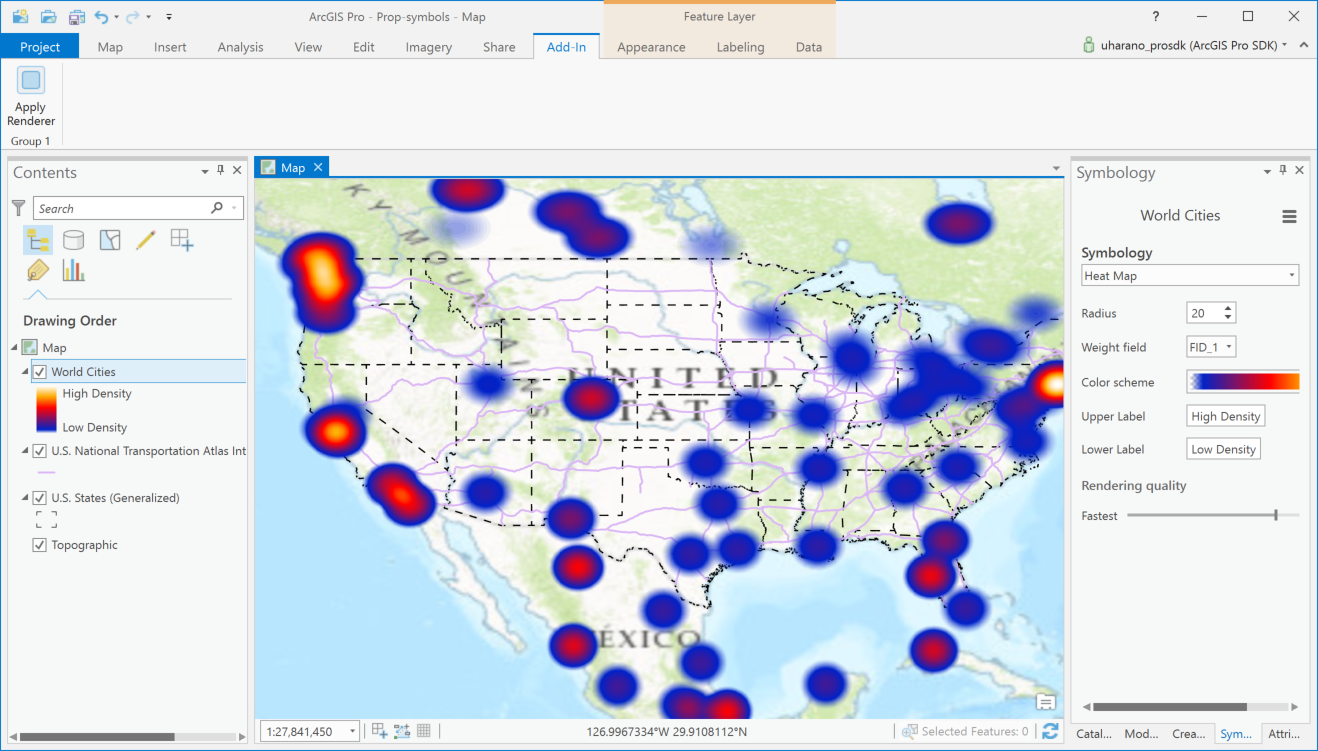 ArcGIS Pro - Prop-symbols - Map
Feature Layer
?
Project
Map
Insert
Analysis
View
Edit
Imagery
Share
Add-In
Appearance
Labeling
Data
uharano_prosdk (ArcGIS Pro SDK)
Apply
Renderer
Group 1
Contents
Search
Drawing Order
Map
World Cities
High Density
Low Density
U.S. National Transportation Atlas Int
U.S. States (Generalized)
Topographic
Map
KY MOUNTAINS
UNITED
STATES
ÉXICO
1:27,841,450
126.9967334°W 29.9108112°N
Selected Features: 0
Symbology
World Cities
Symbology
Heat Map
Radius
20
Weight field
FID_1
Color scheme
Upper Label
High Density
Lower Label
Low Density
Rendering quality
Fastest
Catal...
Mod...
Crea...
Sym...
Attri...